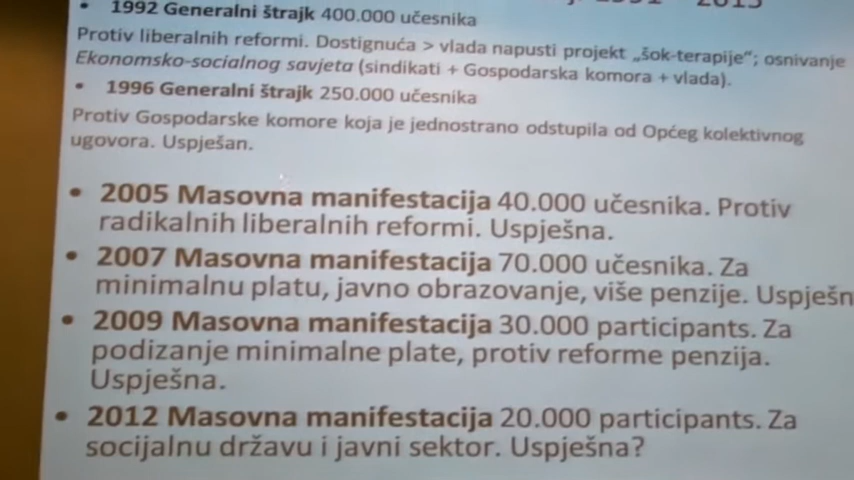 • 1992 Generalni štrajk 400.000 učesnika
Protiv liberalnih reformi. Dostignuća > vlada napusti projekt „šok-terapije“; osnivanje
Ekonomsko-socialnog savjeta (sindikati + Gospodarska komora + vlada).
• 1996 Generalni štrajk 250.000 učesnika
Protiv Gospodarske komore koja je jednostrano odstupila od Općeg kolektivnog
ugovora. Uspješan.
• 2005 Masovna manifestacija 40.000 učesnika. Protiv
radikalnih liberalnih reformi. Uspješna.
• 2007 Masovna manifestacija 70.000 učesnika. Za
minimalnu platu, javno obrazovanje, više penzije. Uspješn
• 2009 Masovna manifestacija 30.000 participants. Za
podizanje minimalne plate, protiv reforme penzija.
Uspješna.
• 2012 Masovna manifestacija 20.000 participants. Za
socijalnu državu i javni sektor. Uspješna?